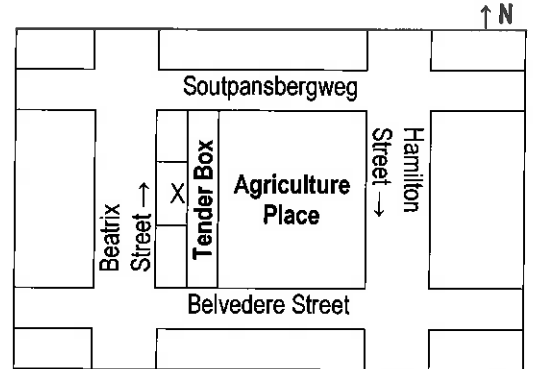 ↑ N
Soutpansbergweg
Beatrix
Street →
X
Tender Box
Agriculture
Place
Hamilton
Street →
Belvedere Street